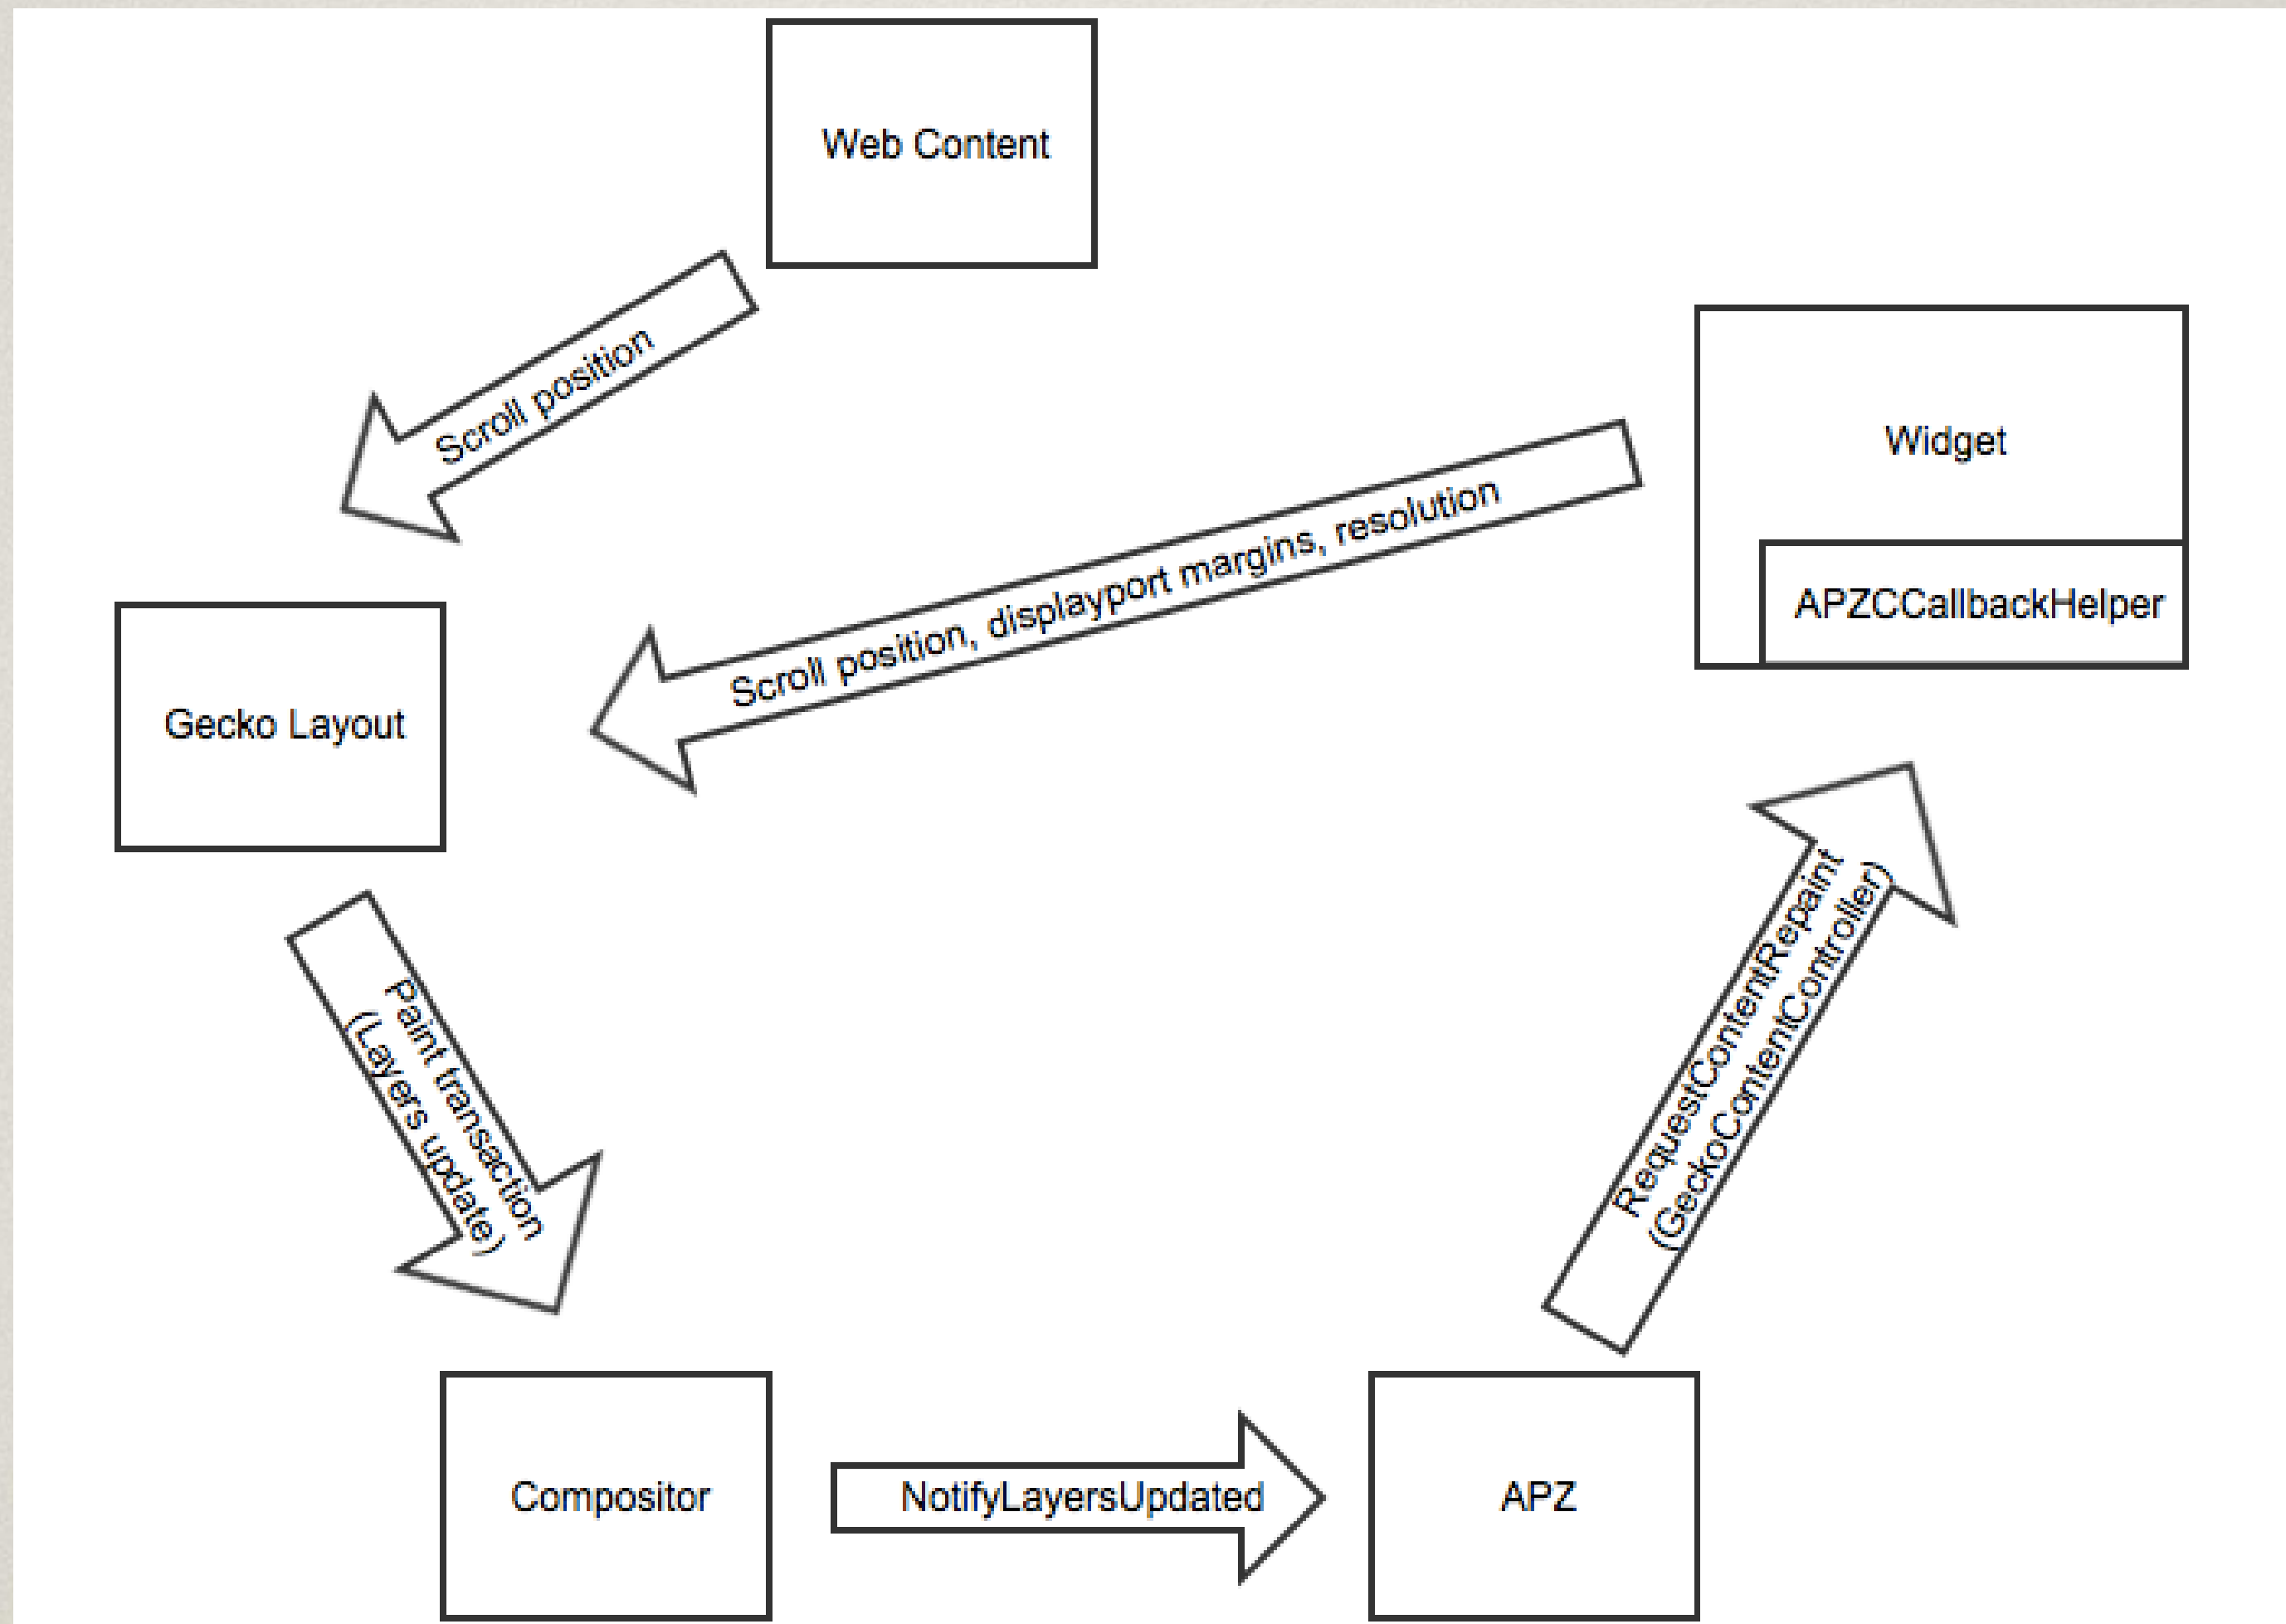 Web Content
Scroll position
Widget
Scroll position, displayport margins, resolution
APZCCallbackHelper
Gecko Layout
Paint transaction
(Layers update)
RequestContentRepaint
(GeckoContentController)
Compositor
NotifyLayersUpdated
APZ